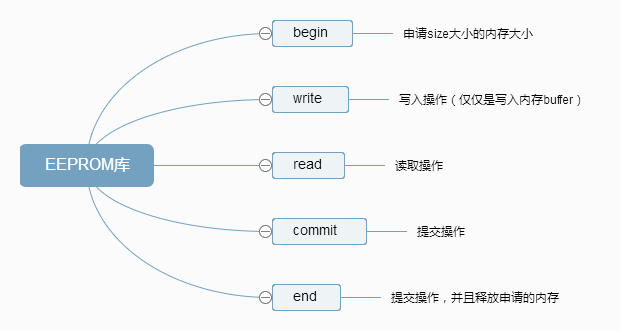 EEPROM库
begin
申请size大小的内存大小
write
写入操作（仅仅是写入内存buffer）
read
读取操作
commit
提交操作
end
提交操作，并且释放申请的内存